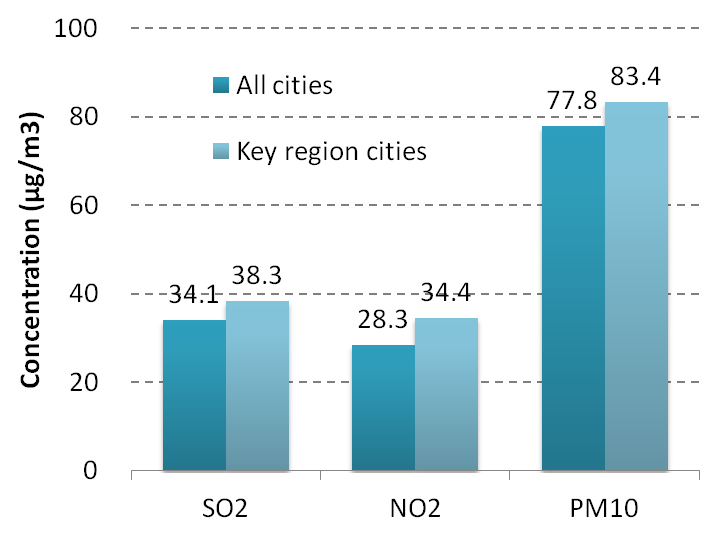 100
80
60
40
20
0
Concentration (µg/m3)
All cities
Key region cities
34.1
38.3
28.3
34.4
77.8
83.4
SO2
NO2
PM10